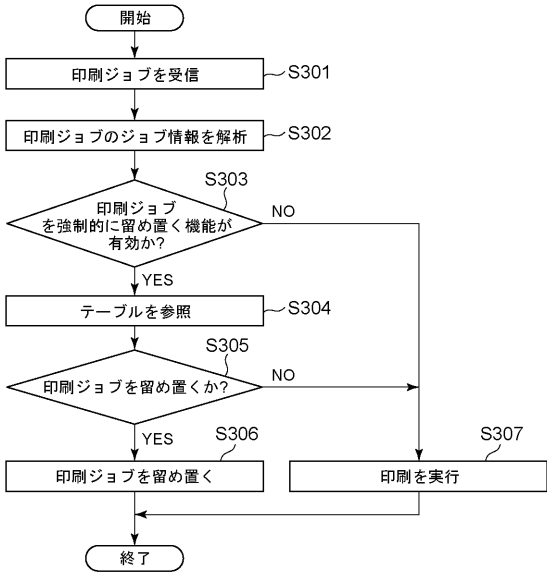 開始
印刷ジョブを受信
S301
印刷ジョブのジョブ情報を解析
S302
S303
印刷ジョブ
を強制的に留め置く機能が
有効か?
NO
YES
テーブルを参照
S304
S305
印刷ジョブを留め置くか?
NO
YES
S306
印刷ジョブを留め置く
S307
印刷を実行
終了